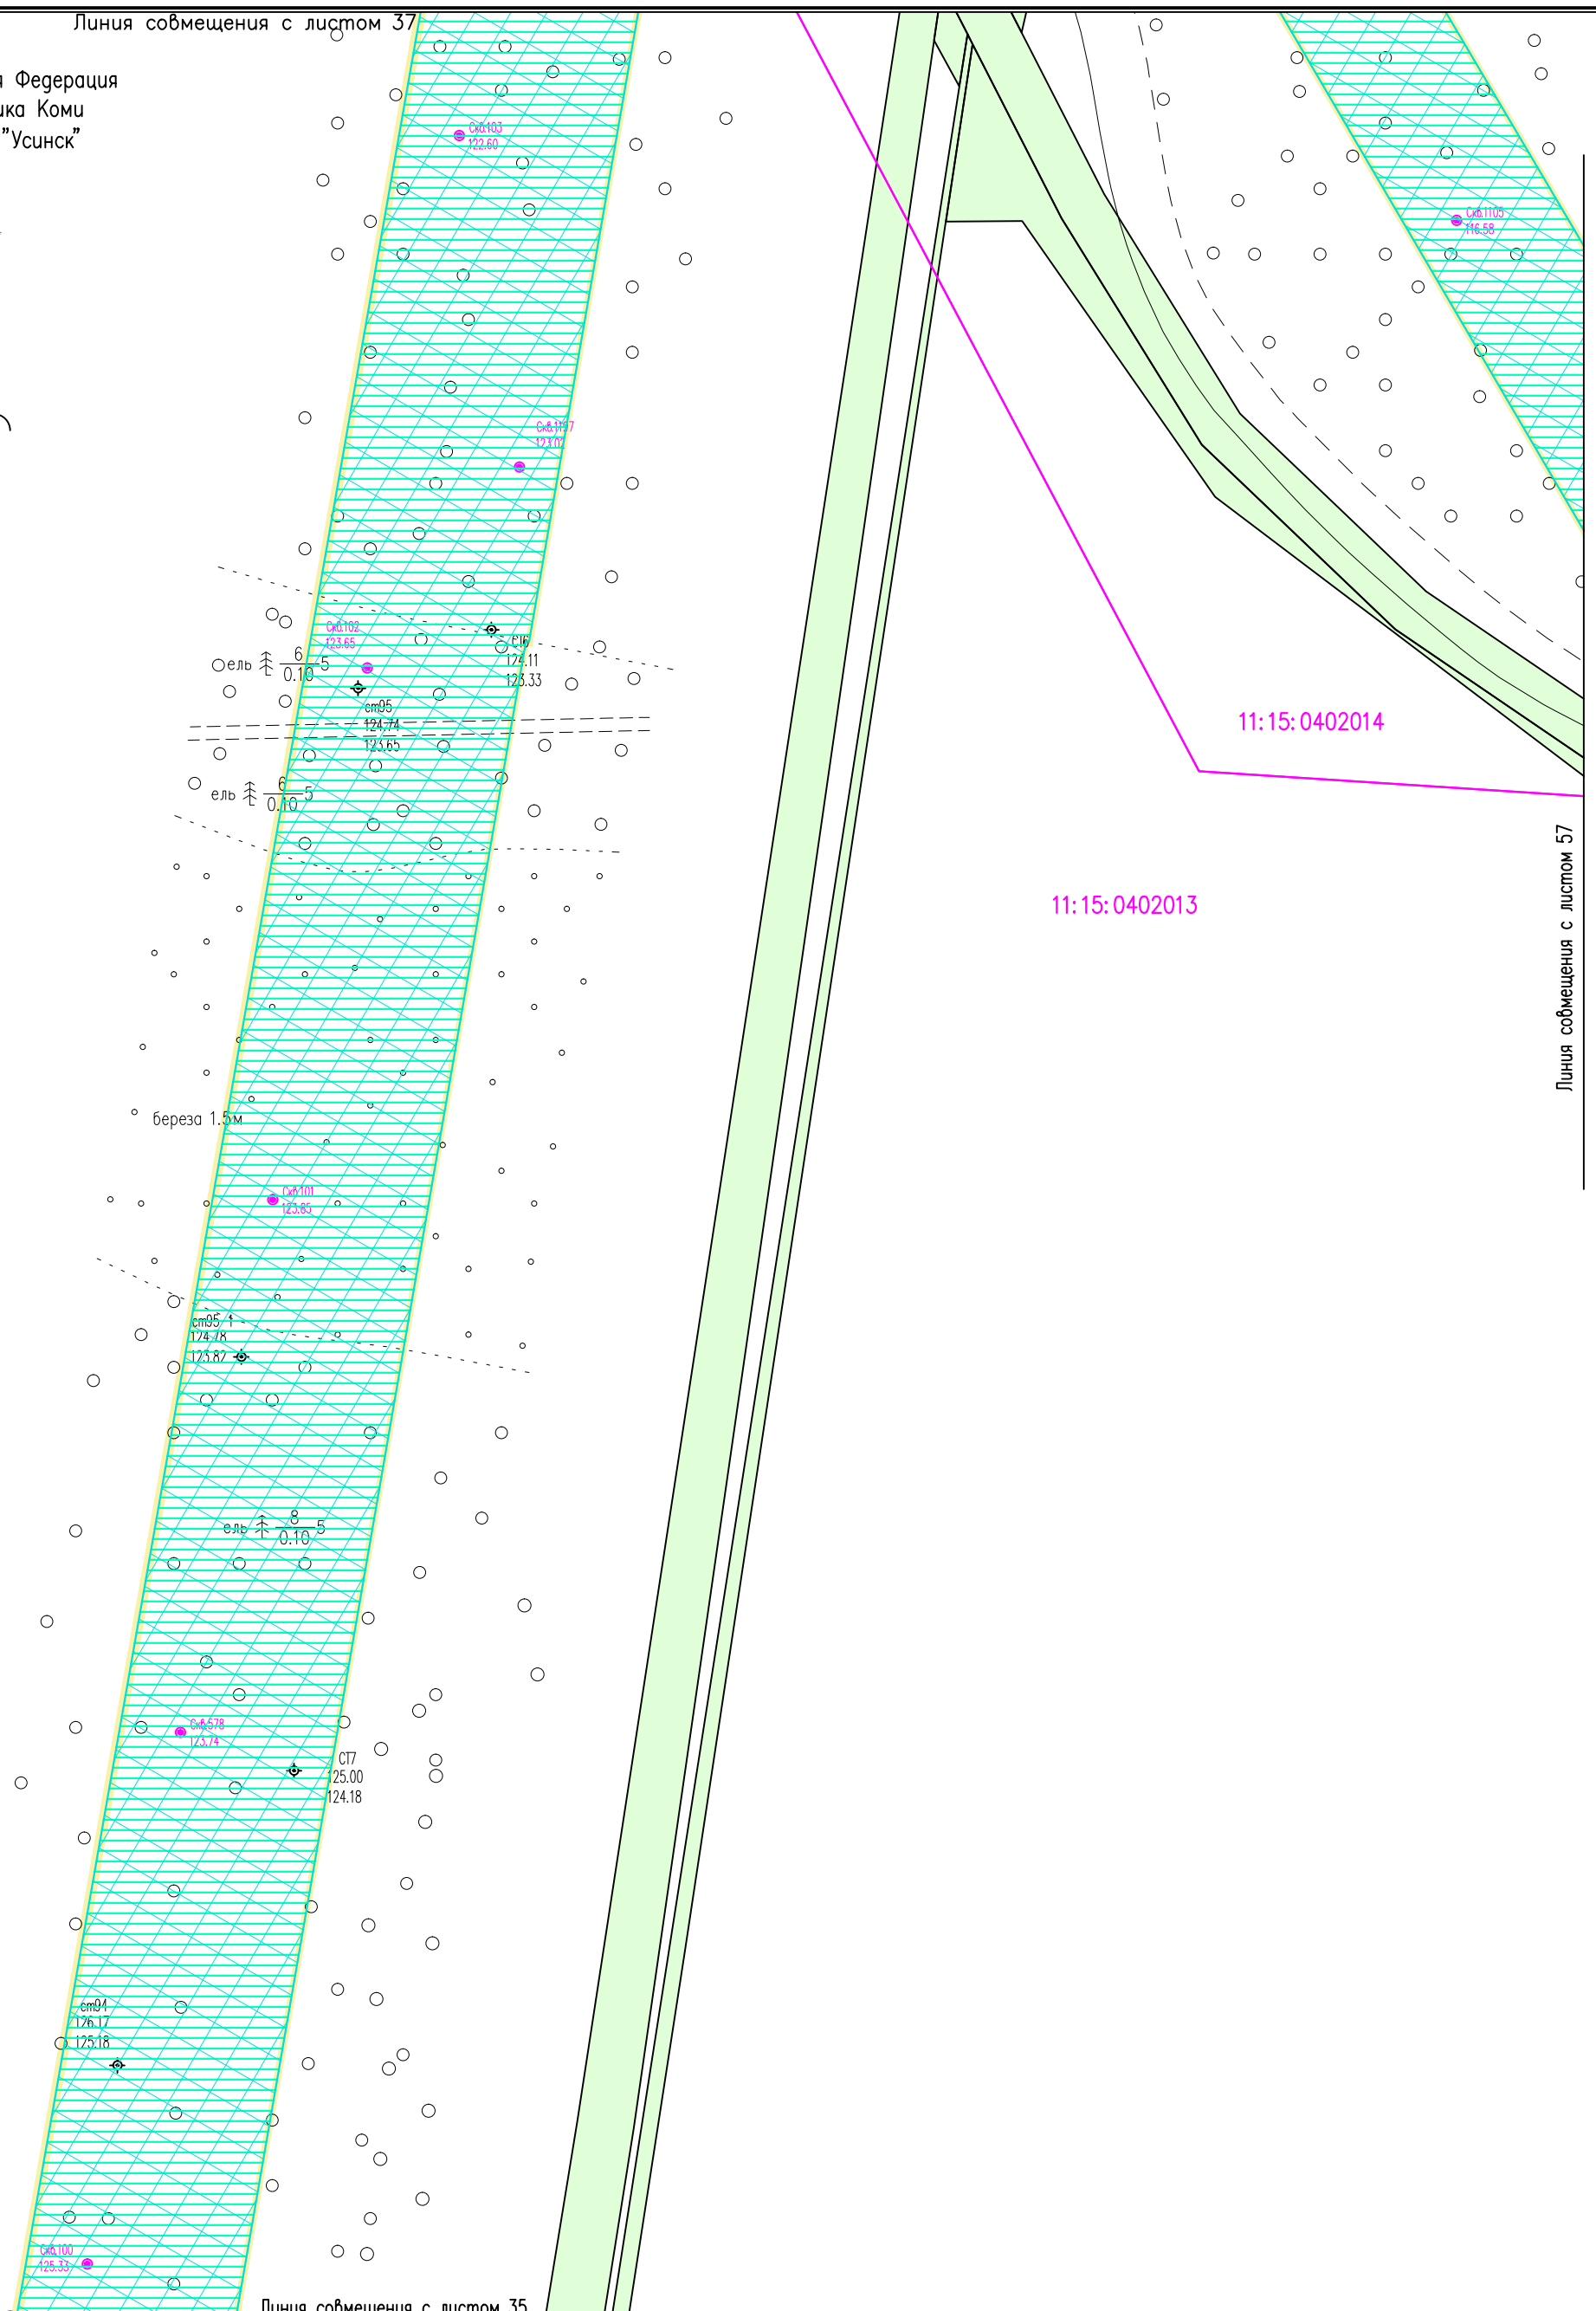 Линия совмещения с листом 37
я Федерация
ика Коми
"Усинск"
Скв.103
122.60
Скв.1105
116.58
Скв.1197
123.02
Скв.102
123.65
ель 6 5
0.10
124.11
123.33
ст95
124.74
123.65
11:15:0402014
ель 6 5
0.10
11:15:0402013
Линия совмещения с листом 57
береза 1.5м
Скв.101
123.85
ст95_1
124.78
123.82
ель 8 5
0.10
Скв.578
123.74
СТ7
125.00
124.18
ст94
126.17
125.18
Скв.100
125.33
Линия совмещения с листом 35